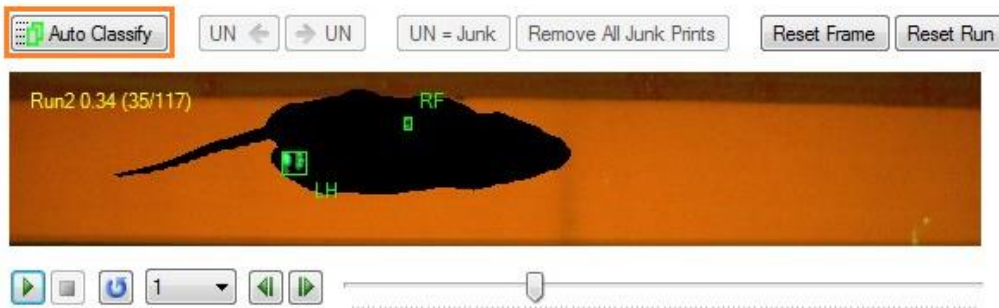 Auto Classify UN UN UN = Junk Remove All Junk Prints Reset Frame Reset Run
Run2 0.34 (35/117)
RF
LH
1